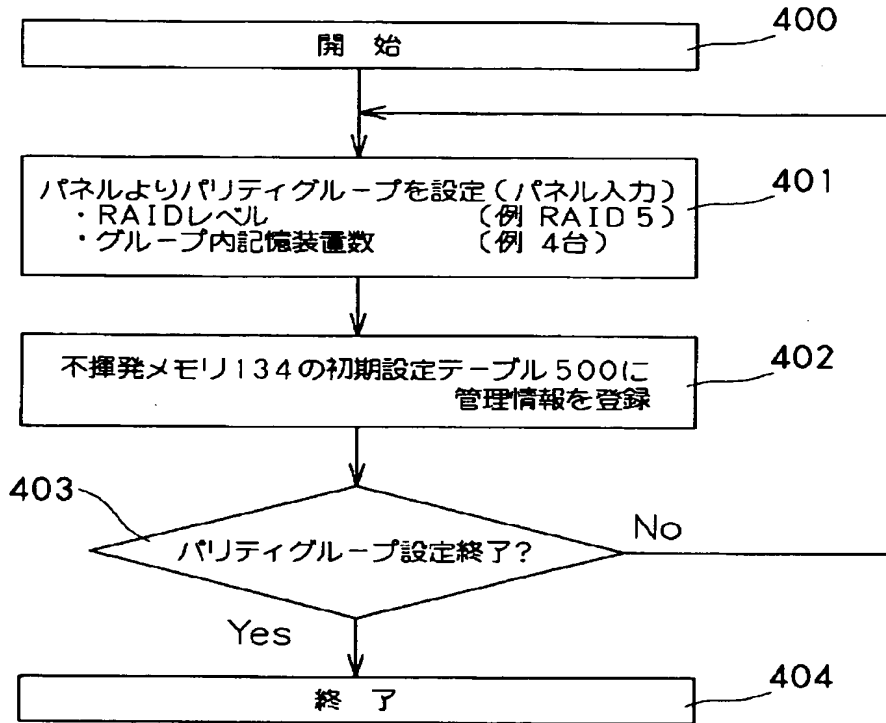 400
開 始
401
パネルよりパリティグループを設定(パネル入力)
・RAIDレベル (例 RAID5)
・グループ内記憶装置数 (例 4台)
402
不揮発メモリ134の初期設定テーブル500に
管理情報を登録
403
パリティグループ設定終了?
No
Yes
404
終 了